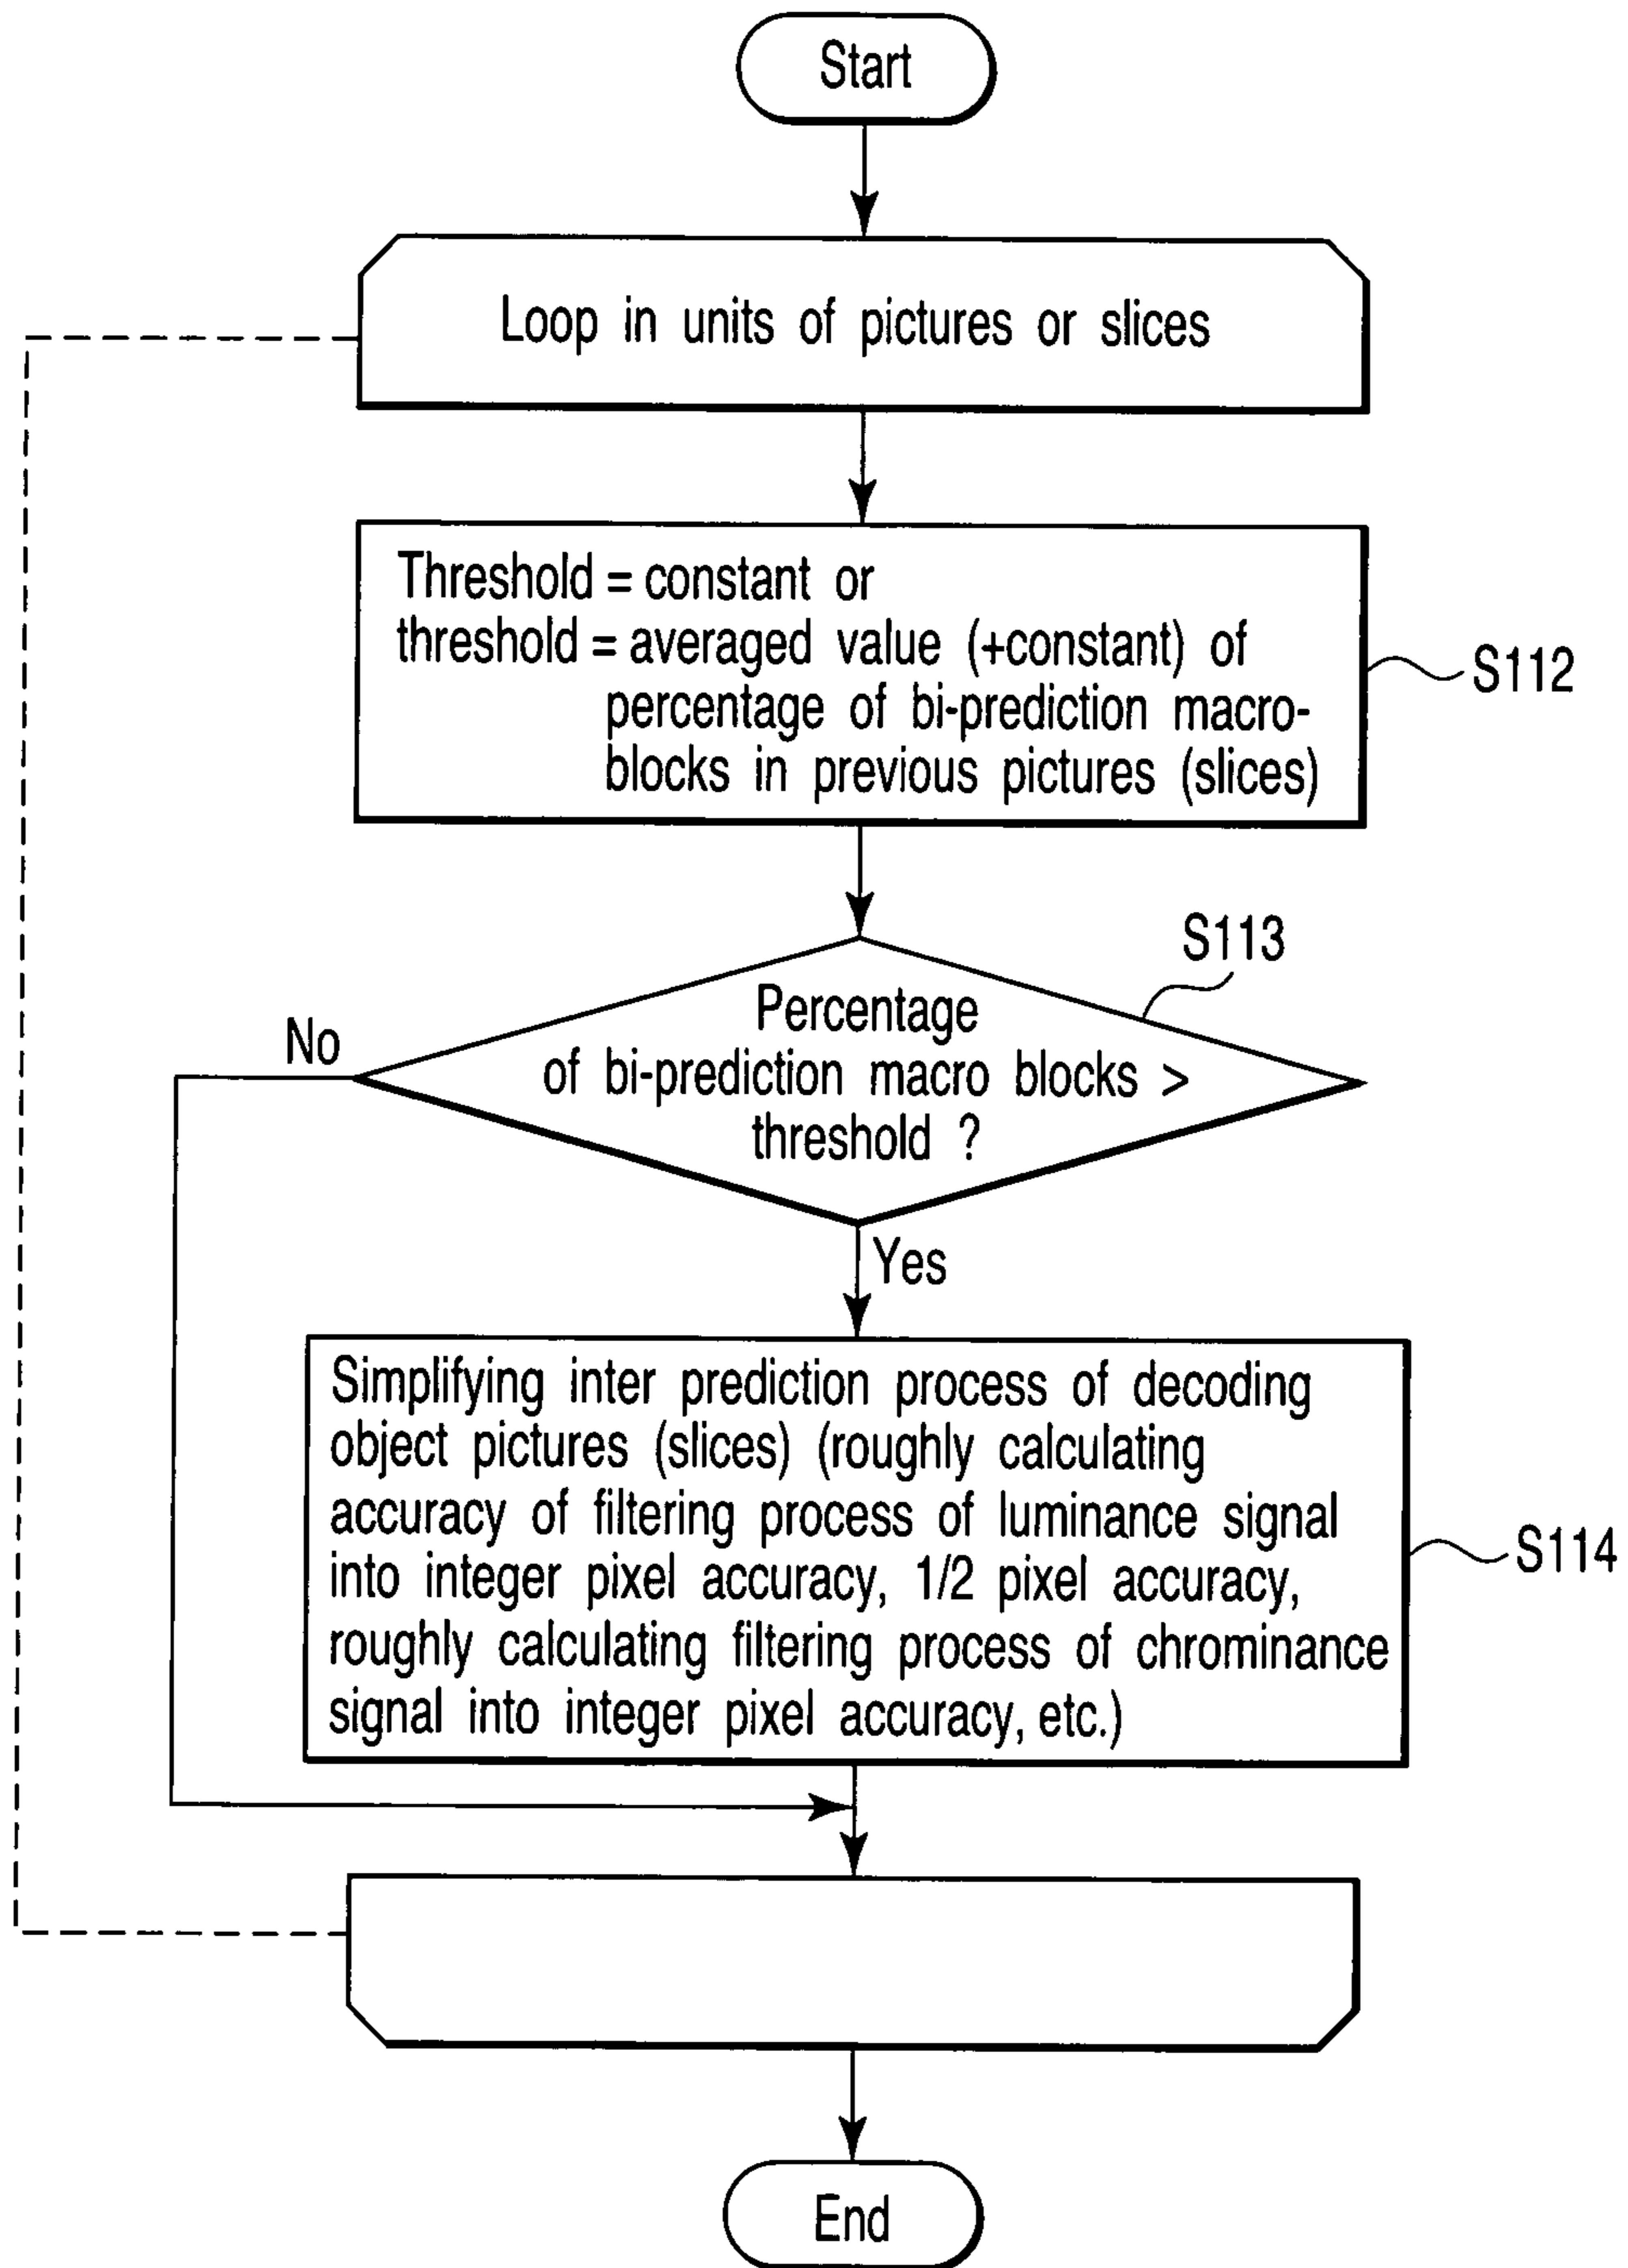 Start
Loop in units of pictures or slices
Threshold = constant or
threshold = averaged value (+constant) of
percentage of bi-prediction macro-
blocks in previous pictures (slices)
S112
S113
Percentage
of bi-prediction macro blocks >
threshold ?
No
Yes
Simplifying inter prediction process of decoding
object pictures (slices) (roughly calculating
accuracy of filtering process of luminance signal
into integer pixel accuracy, 1/2 pixel accuracy,
roughly calculating filtering process of chrominance
signal into integer pixel accuracy, etc.)
S114
End